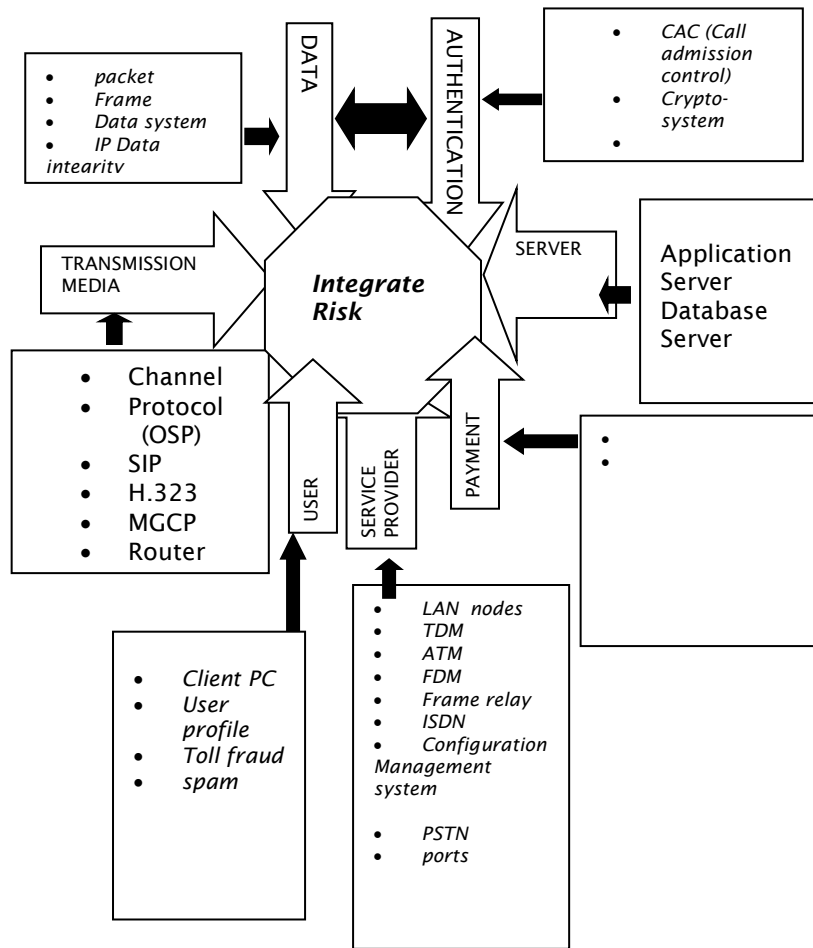 DATA
AUTHENTICATION
• packet
• Frame
• Data system
• IP Data
intearitv
• CAC (Call
admission
control)
• Crypto-
system
•
TRANSMISSION
MEDIA
Integrate
Risk
SERVER
Application
Server
Database
Server
• Channel
• Protocol
(OSP)
• SIP
• H.323
• MGCP
• Router
USER
SERVICE
PROVIDER
PAYMENT
•
•
• Client PC
• User
profile
• Toll fraud
• spam
• LAN nodes
• TDM
• ATM
• FDM
• Frame relay
• ISDN
• Configuration
Management
system
• PSTN
• ports